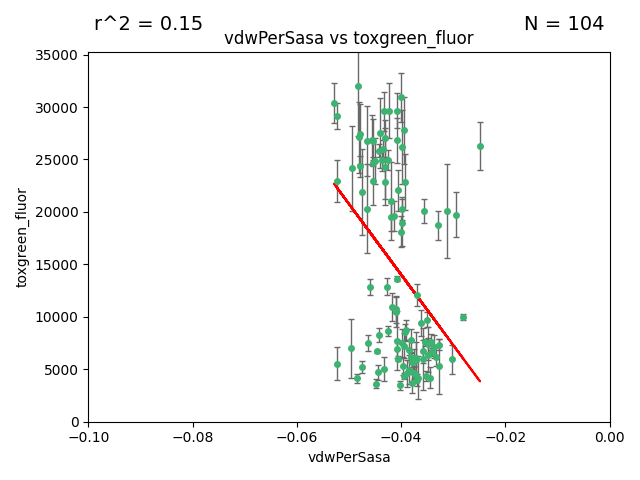 r^2 = 0.15
N = 104
vdwPerSasa vs toxgreen_fluor
35000
30000
25000
20000
15000
10000
5000
0
toxgreen_fluor
−0.10
−0.08
−0.06
−0.04
−0.02
0.00
vdwPerSasa